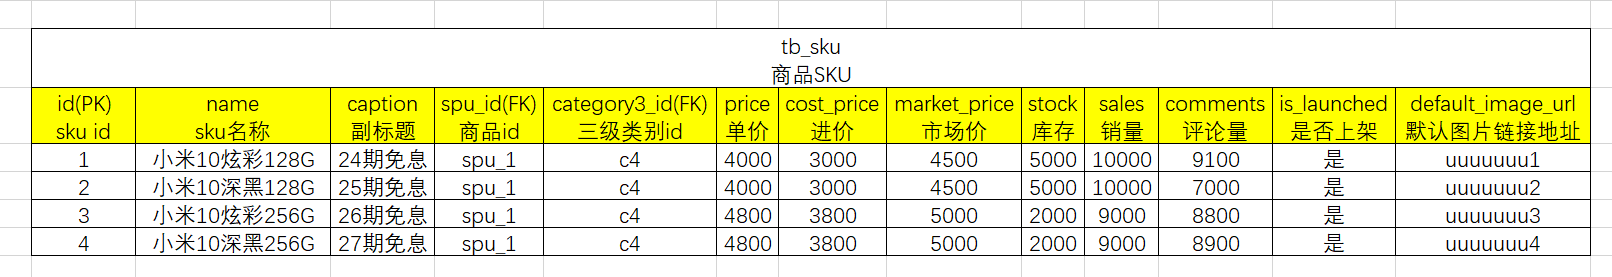 tb_sku
商品SKU
id(PK) name caption spu_id(FK) category3_id(FK) price cost_price market_price stock sales comments is_launched default_image_url
sku id sku名称 副标题 商品id 三级类别id 单价 进价 市场价 库存 销量 评论量 是否上架 默认图片链接地址
1 小米10炫彩128G 24期免息 spu_1 c4 4000 3000 4500 5000 10000 9100 是 uuuuuuu1
2 小米10深黑128G 25期免息 spu_1 c4 4000 3000 4500 5000 10000 7000 是 uuuuuuu2
3 小米10炫彩256G 26期免息 spu_1 c4 4800 3800 5000 2000 9000 8800 是 uuuuuuu3
4 小米10深黑256G 27期免息 spu_1 c4 4800 3800 5000 2000 9000 8900 是 uuuuuuu4